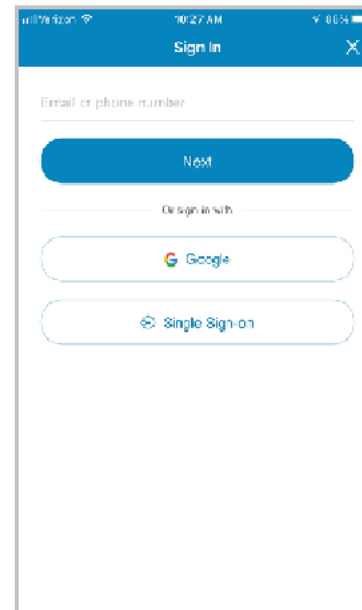 Verizon 10:27 AM 88%
Sign In
Email or phone number
Next
Or sign in with
Google
Single Sign-on